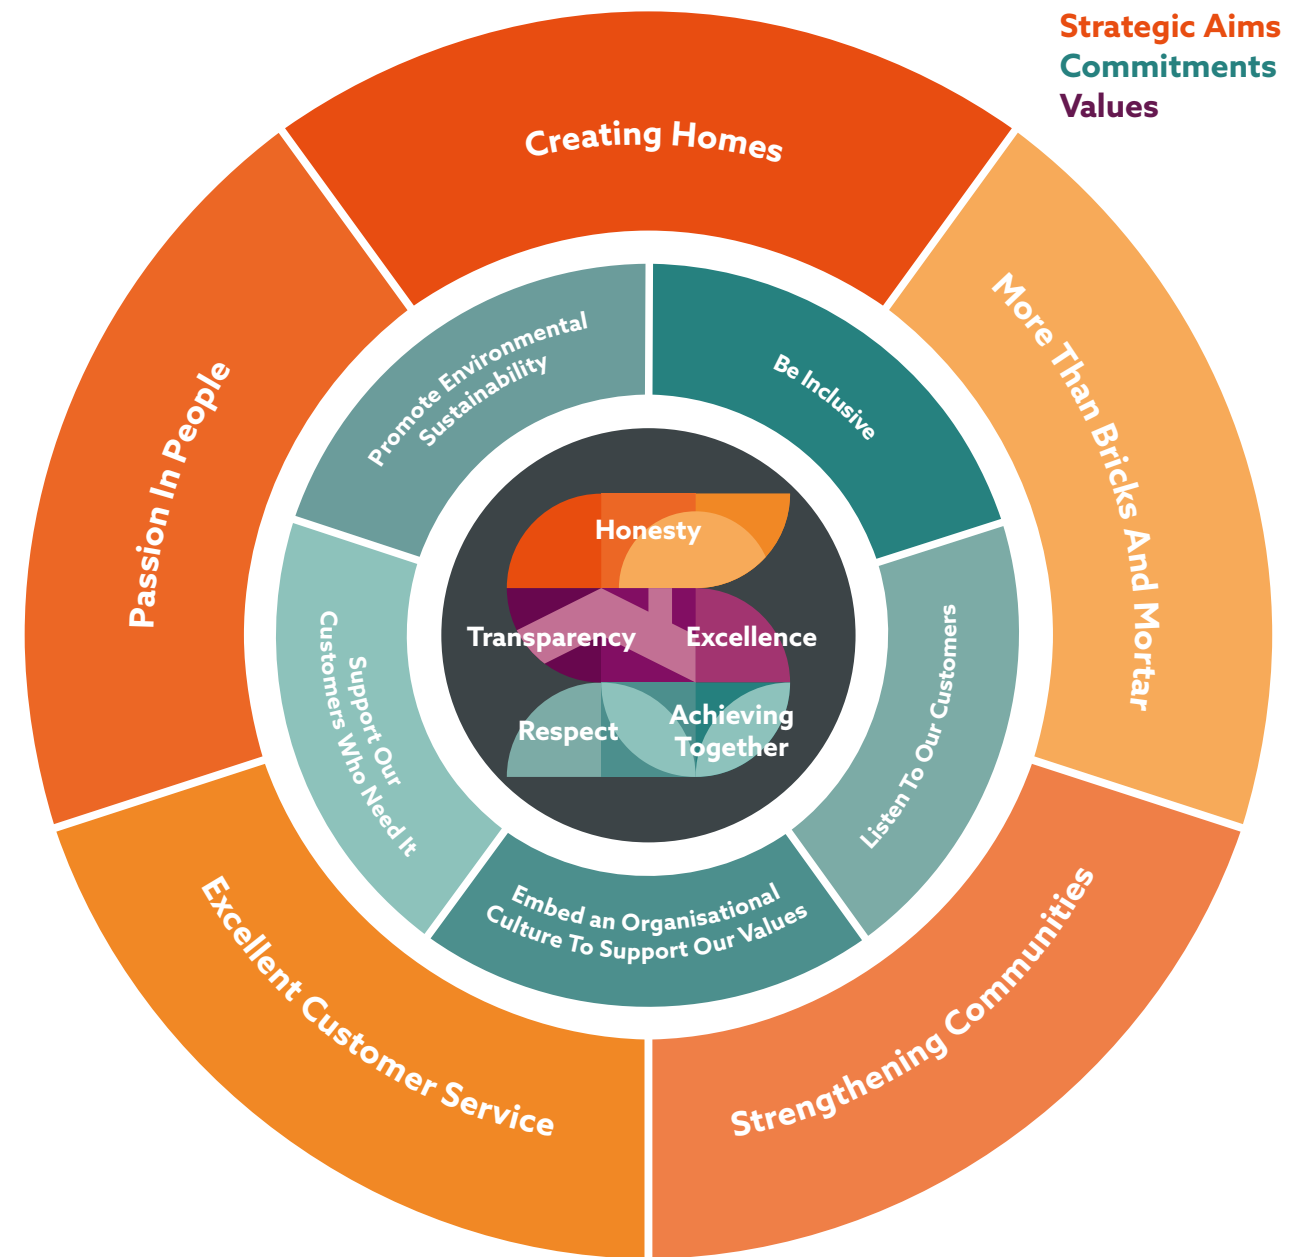 Strategic Aims
Commitments
Values
Creating Homes
More Than Bricks And Mortar
Strengthening Communities
Excellent Customer Service
Passion In People
Be Inclusive
Listen To Our Customers
Embed an Organisational
Culture To Support Our Values
Support Our
Customers Who Need It
Promote Environmental
Sustainability
Honesty
Transparency
Excellence
Respect
Achieving
Together